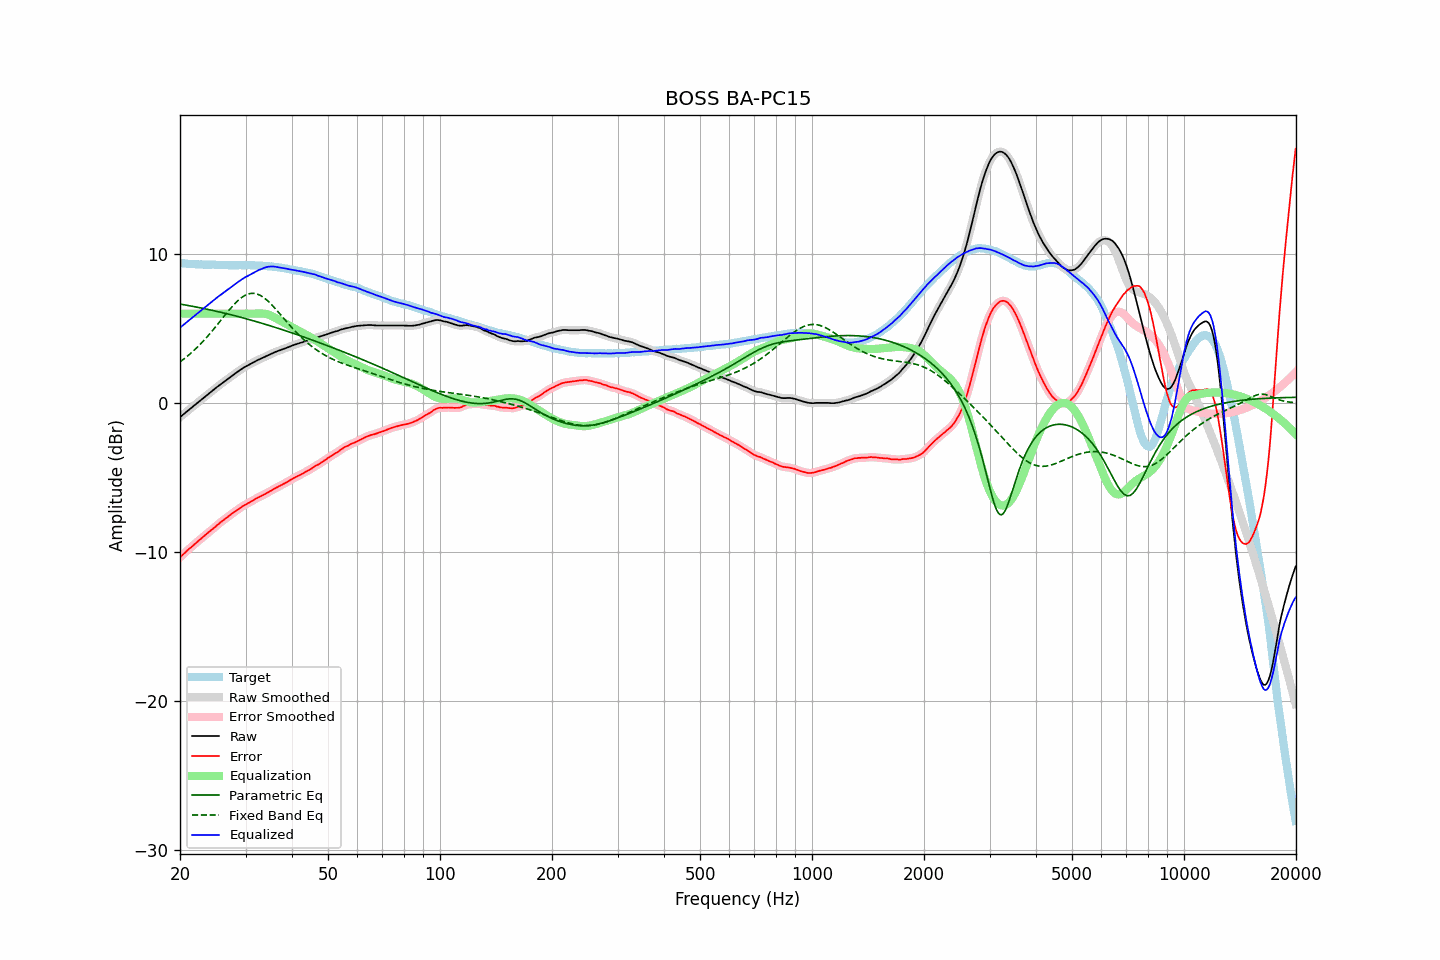 BOSS BA-PC15
Amplitude (dBr)
10
0
−10
−20
−30
Target
Raw Smoothed
Error Smoothed
Raw
Error
Equalization
Parametric Eq
Fixed Band Eq
Equalized
20 50 100 200 500 1000 2000 5000 10000 20000
Frequency (Hz)